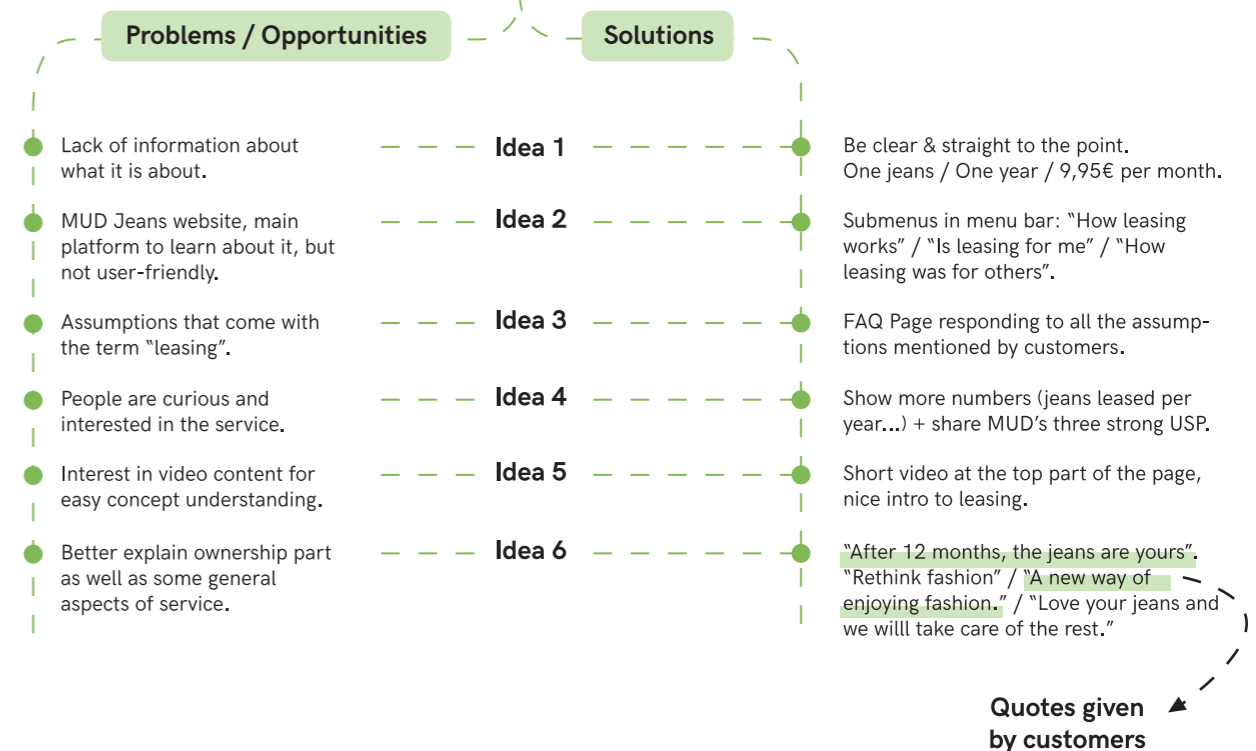 Problems / Opportunities
Solutions
Lack of information about
what it is about.
Idea 1
Be clear & straight to the point.
One jeans / One year / 9,95€ per month.
MUD Jeans website, main
platform to learn about it, but
not user-friendly.
Idea 2
Submenus in menu bar: “How leasing
works” / “Is leasing for me” / “How
leasing was for others”.
Assumptions that come with
the term “leasing”.
Idea 3
FAQ Page responding to all the assump-
tions mentioned by customers.
People are curious and
interested in the service.
Idea 4
Show more numbers (jeans leased per
year...) + share MUD’s three strong USP.
Interest in video content for
easy concept understanding.
Idea 5
Short video at the top part of the page,
nice intro to leasing.
Better explain ownership part
as well as some general
aspects of service.
Idea 6
“After 12 months, the jeans are yours”.
“Rethink fashion” / “A new way of
enjoying fashion.” / “Love your jeans and
we willl take care of the rest.”
Quotes given
by customers